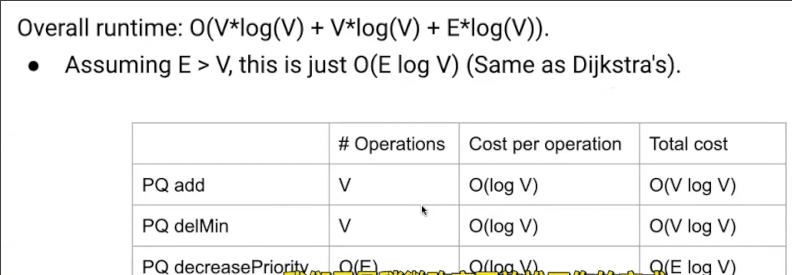 Overall runtime: O(V*log(V) + V*log(V) + E*log(V)).
● Assuming E > V, this is just O(E log V) (Same as Dijkstra's).
# Operations Cost per operation Total cost
PQ add V O(log V) O(V log V)
PQ delMin V O(log V) O(V log V)
PQ decreasePriority O(E) O(log V) O(E log V)